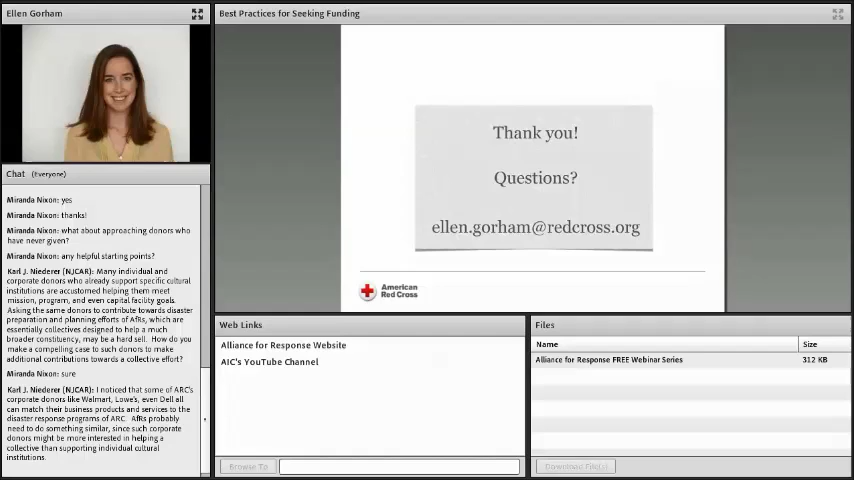 Ellen Gorham
Best Practices for Seeking Funding
Thank you!
Questions?
ellen.gorham@redcross.org
American
Red Cross
Chat (Everyone)
Miranda Nixon: yes
Miranda Nixon: thanks!
Miranda Nixon: what about approaching donors who
have never given?
Miranda Nixon: any helpful starting points?
Karl J. Niederer (NJCAR): Many individual and
corporate donors who already support specific cultural
institutions are accustomed helping them meet
mission, program, and even capital facility goals.
Asking the same donors to contribute towards disaster
preparation and planning efforts of AfRs, which are
essentially collectives designed to help a much
broader constituency, may be a hard sell. How do you
make a compelling case to such donors to make
additional contributions towards a collective effort?
Miranda Nixon: sure
Karl J. Niederer (NJCAR): I noticed that some of ARC's
corporate donors like Walmart, Lowe's, even Dell all
can match their business products and services to the
disaster response programs of ARC. AfRs probably
need to do something similar, since such corporate
donors might be more interested in helping a
collective than supporting individual cultural
institutions.
Web Links
Alliance for Response Website
AIC's YouTube Channel
Browse To
Files
Name Size
Alliance for Response FREE Webinar Series 312 KB
Download File(s)